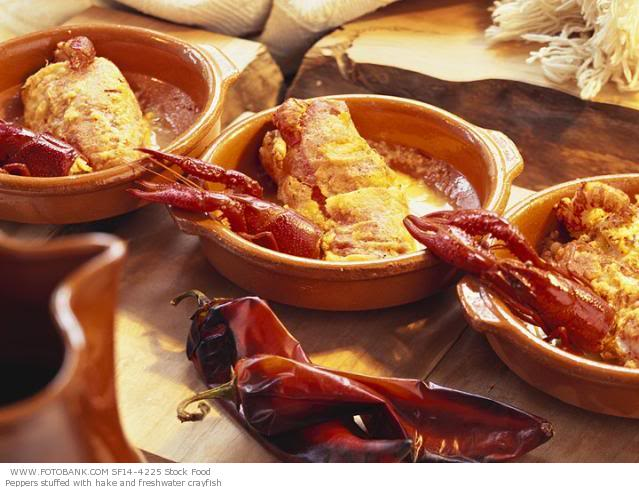 WWW.FOTOBANK.COM SF14-4225 Stock Food
Peppers stuffed with hake and freshwater crayfish